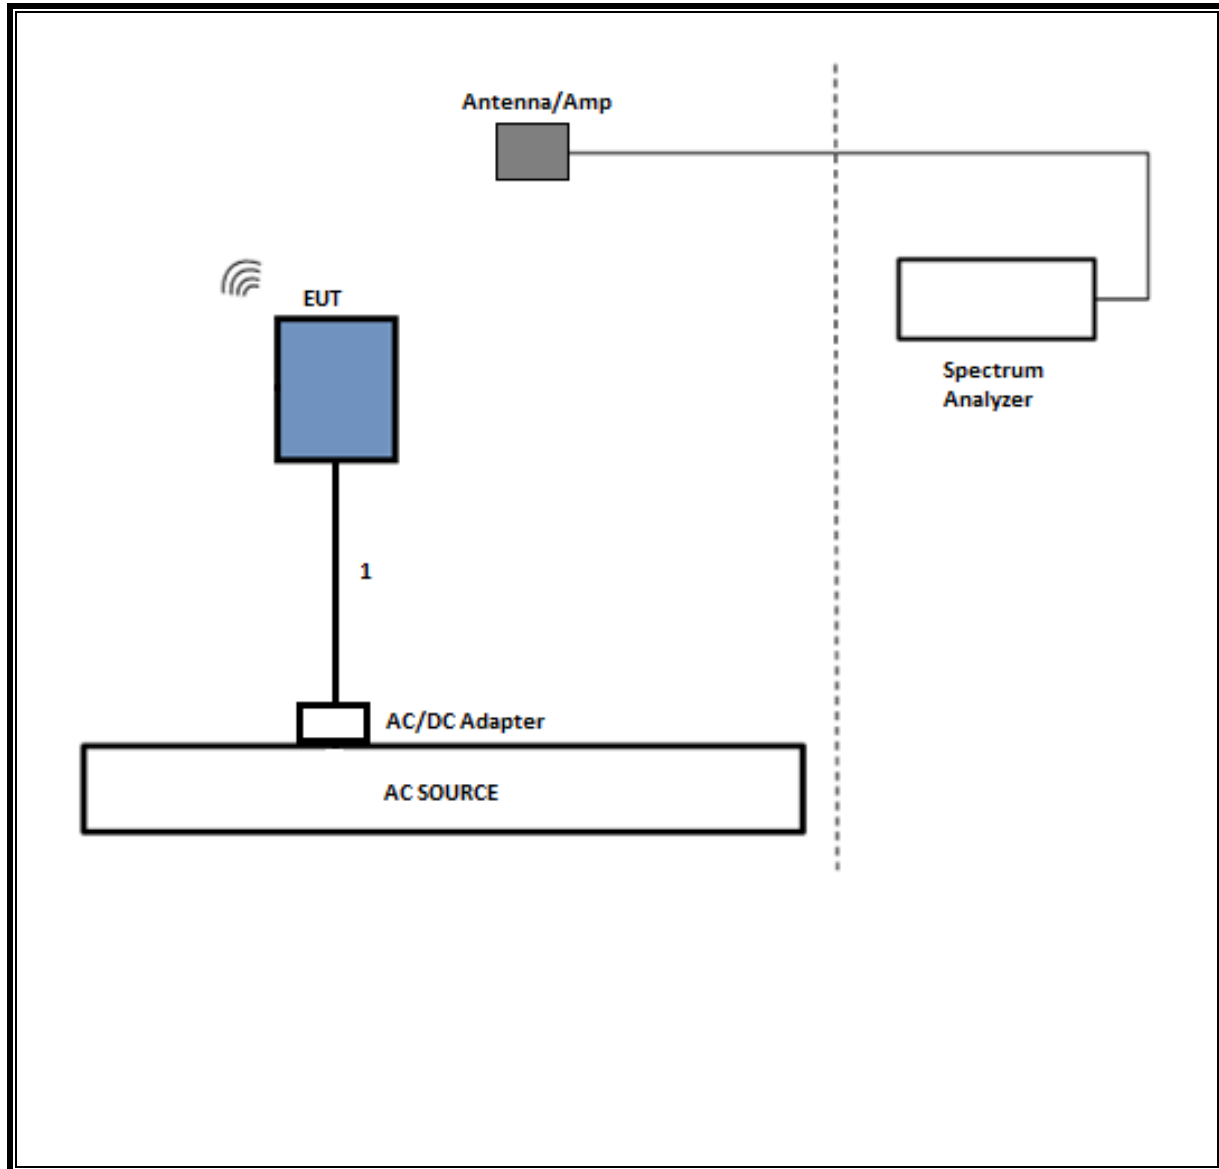 Antenna/Amp
EUT
Spectrum
Analyzer
1
AC/DC Adapter
AC SOURCE